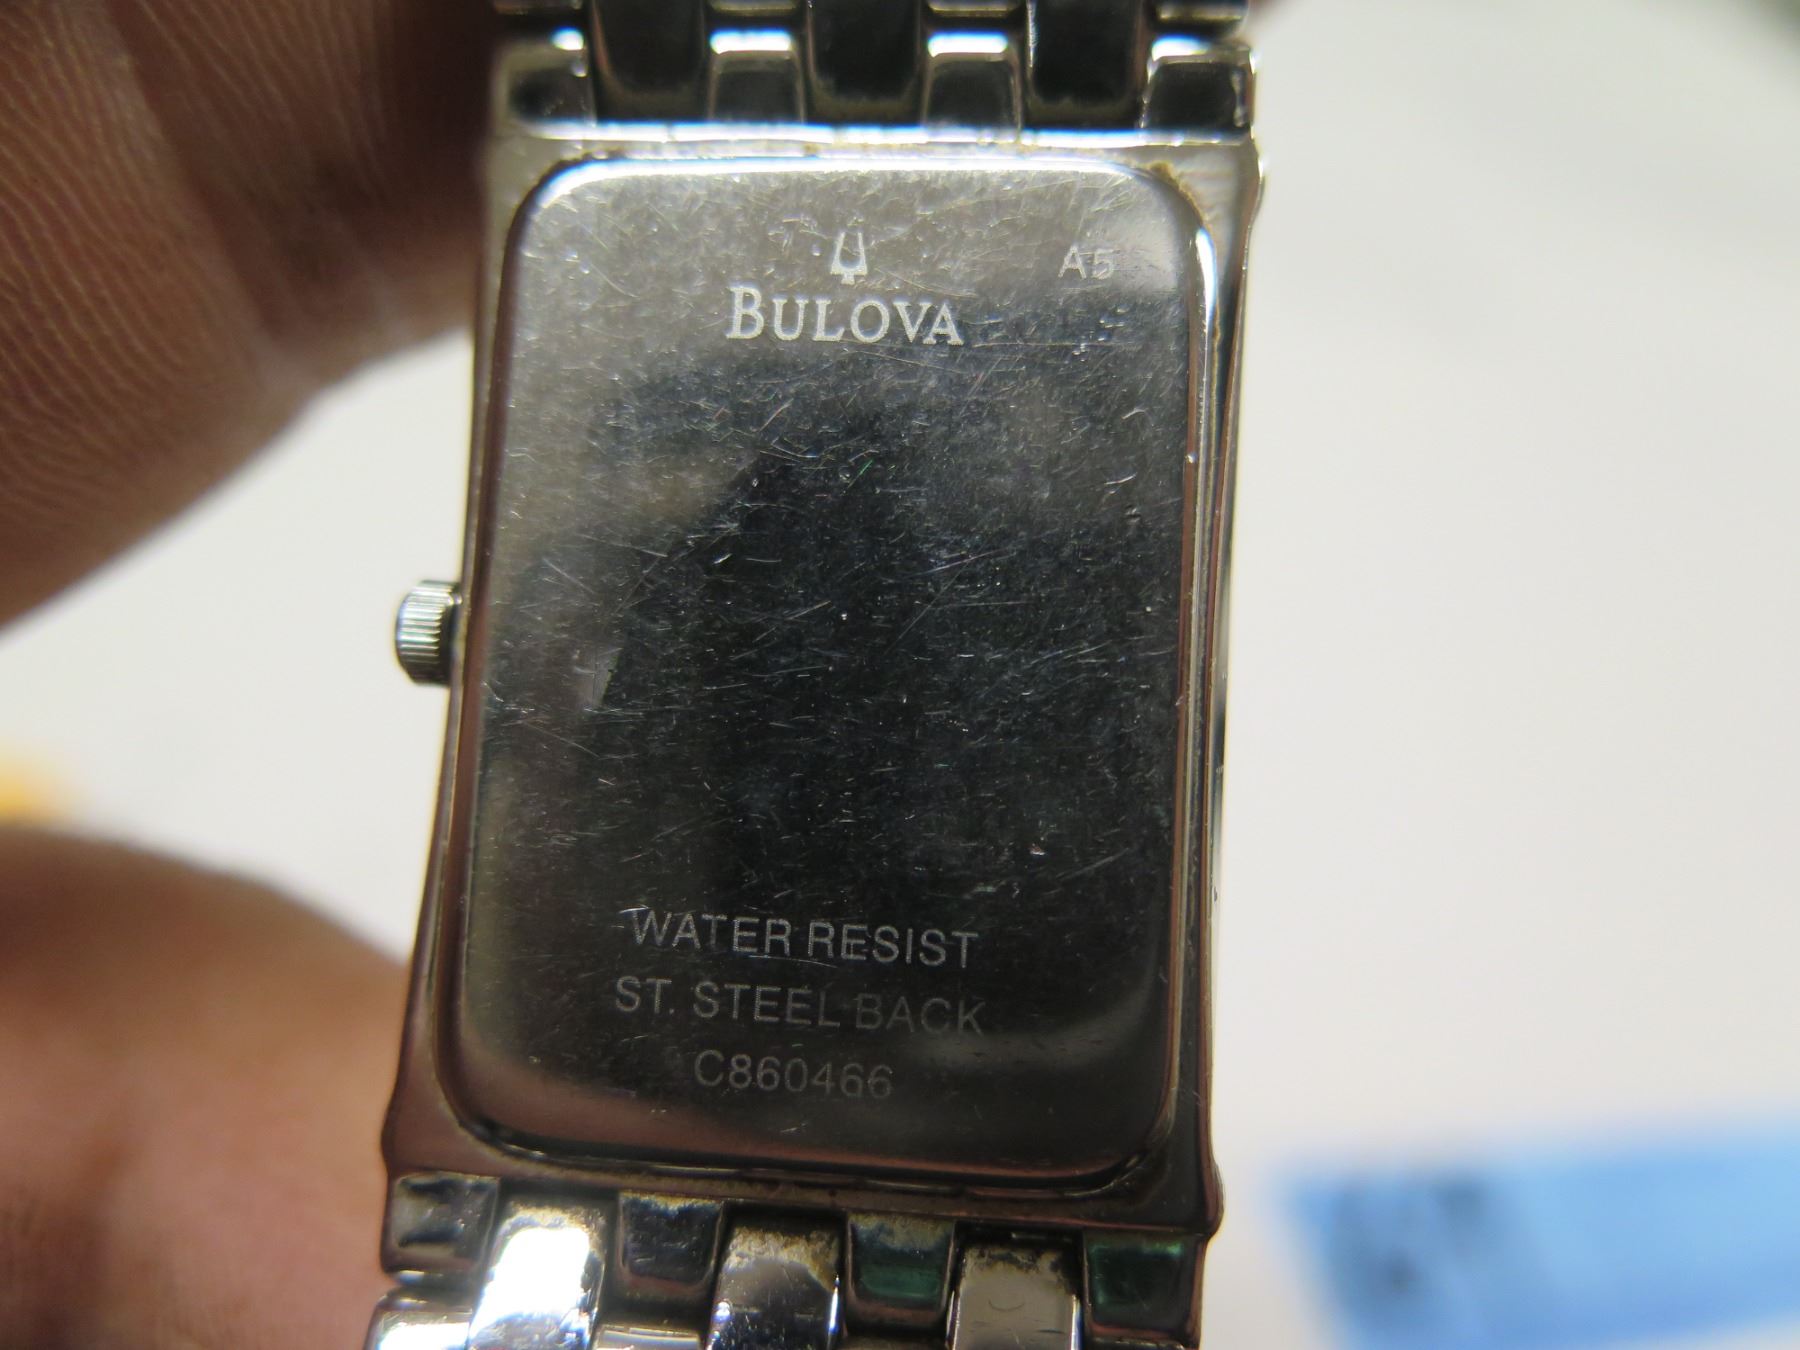 A5
BULOVA
WATER RESIST
ST. STEEL BACK
C860466